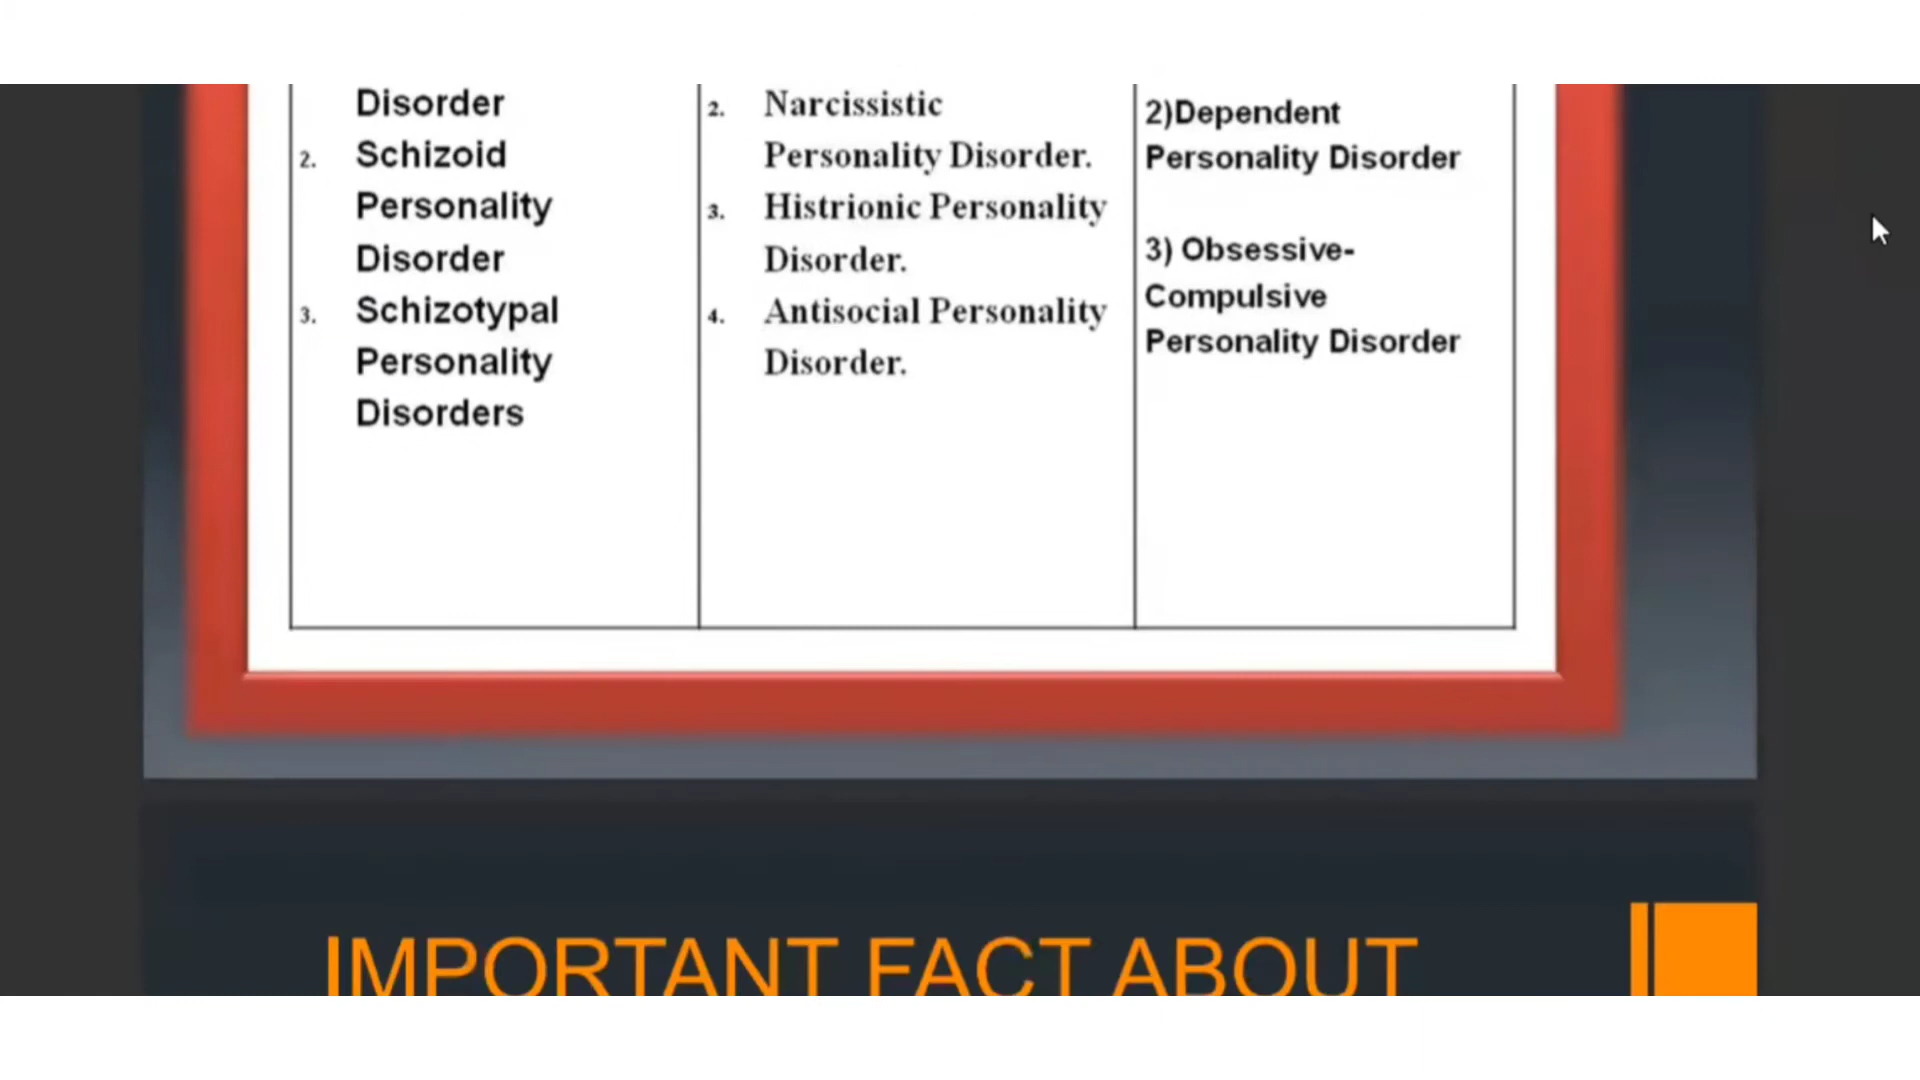 Disorder
2. Schizoid
Personality
Disorder
3. Schizotypal
Personality
Disorders
2. Narcissistic
Personality Disorder.
3. Histrionic Personality
Disorder.
4. Antisocial Personality
Disorder.
2)Dependent
Personality Disorder
3) Obsessive-
Compulsive
Personality Disorder
IMPORTANT FACT ABOUT